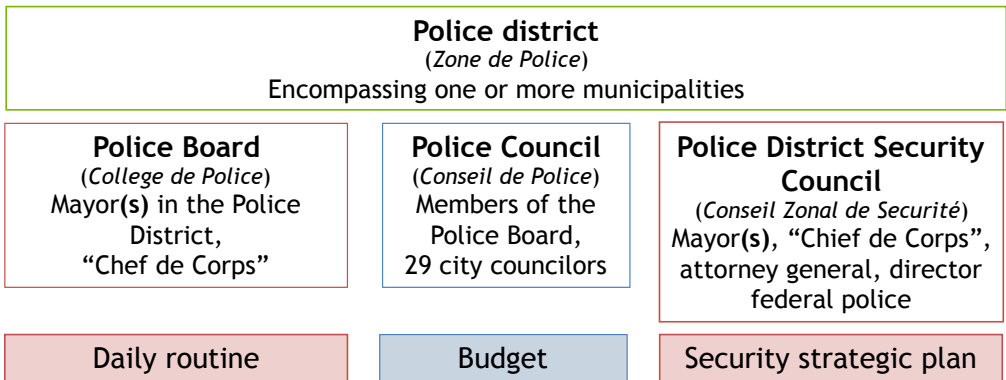 Police district
(Zone de Police)
Encompassing one or more municipalities
Police Board
(College de Police)
Mayor(s) in the Police
District,
“Chef de Corps”
Police Council
(Conseil de Police)
Members of the
Police Board,
29 city councilors
Police District Security
Council
(Conseil Zonal de Securité)
Mayor(s), “Chief de Corps”,
attorney general, director
federal police
Daily routine
Budget
Security strategic plan